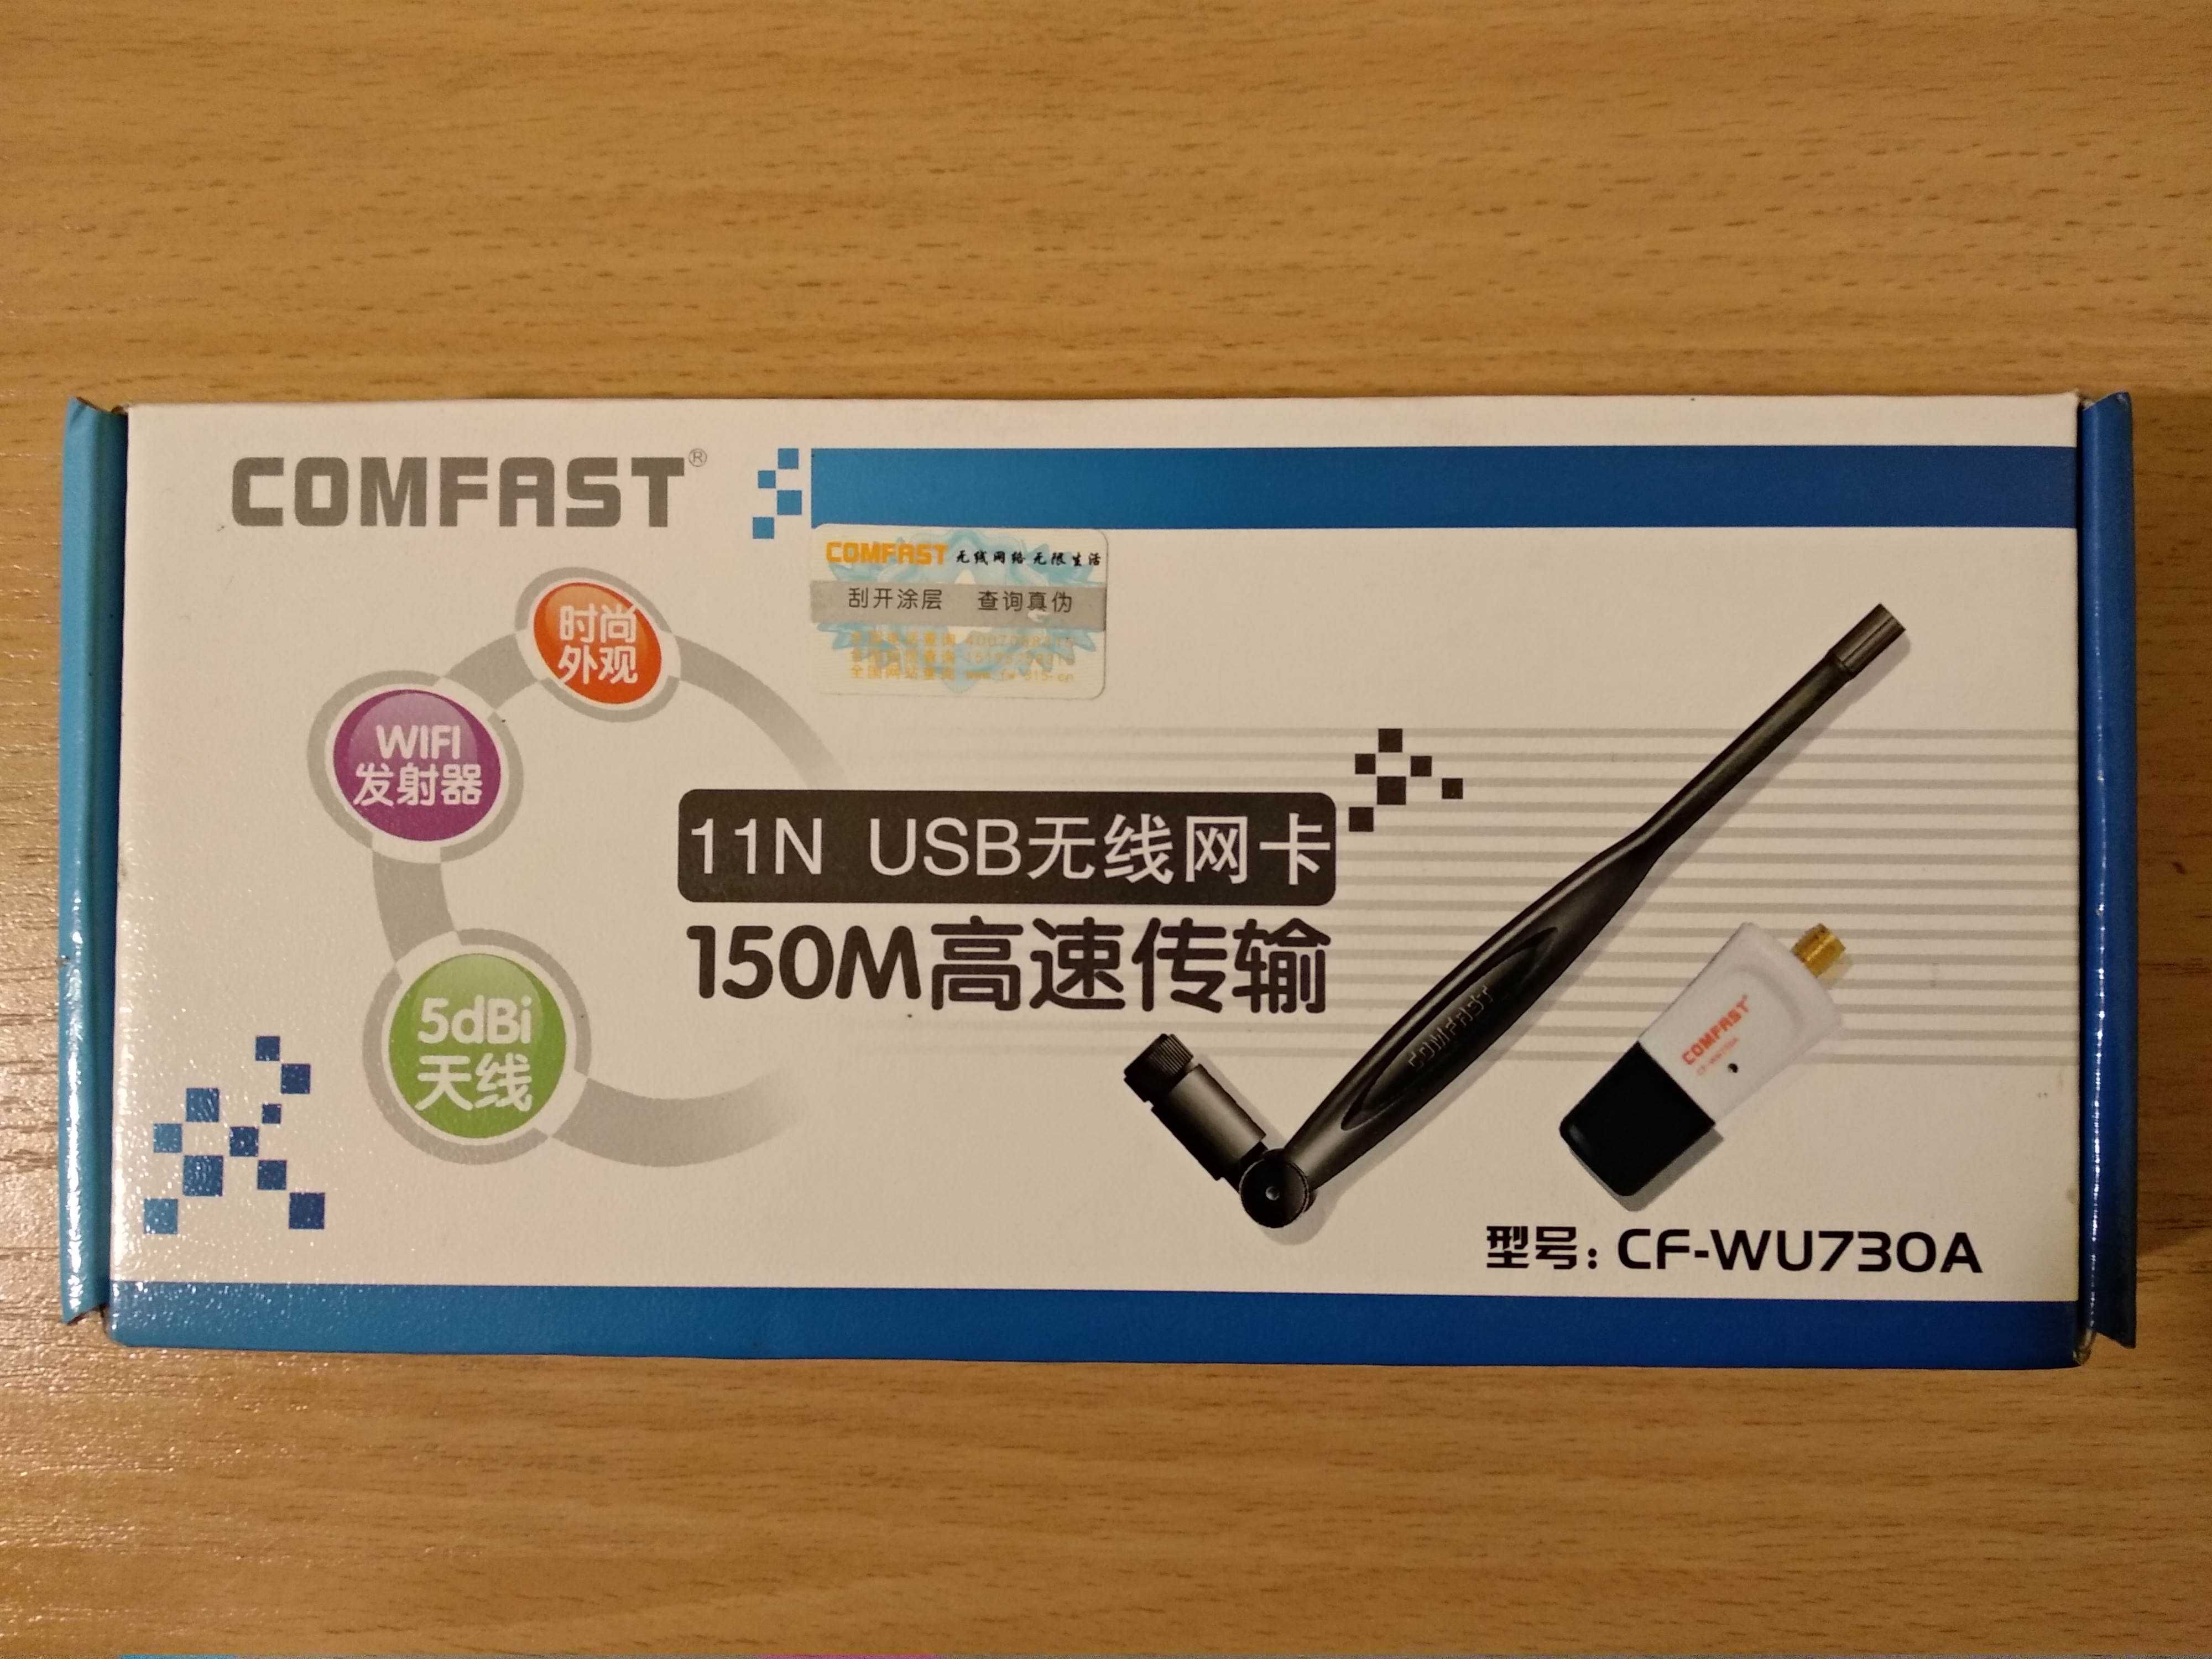 COMFAST®
COMFAST 无线网络 无限生活
刮开涂层 查询真伪
时尚
外观
WIFI
发射器
11N USB无线网卡
150M高速传输
5dBi
天线
COMFAST
COMFAST
CF-WU730A
型号：CF-WU730A